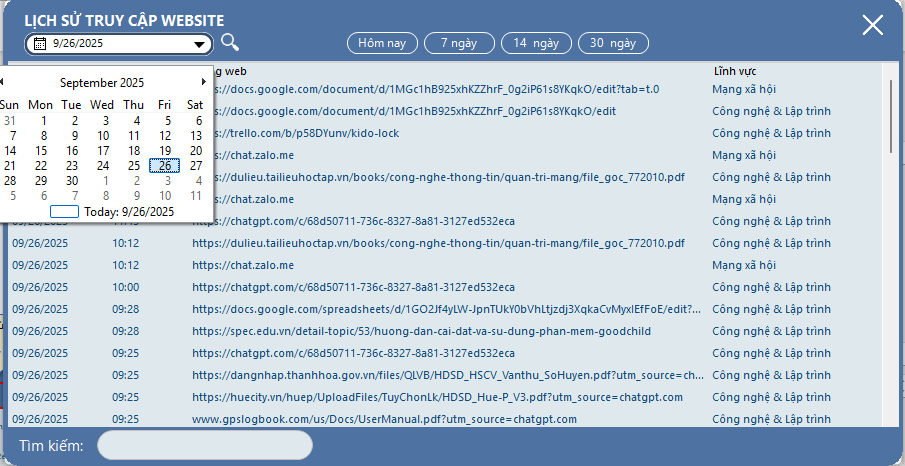 LỊCH SỬ TRUY CẬP WEBSITE
9/26/2025
Hôm nay 7 ngày 14 ngày 30 ngày
September 2025
Sun Mon Tue Wed Thu Fri Sat
31 1 2 3 4 5 6
7 8 9 10 11 12 13
14 15 16 17 18 19 20
21 22 23 24 25 26 27
28 29 30 1 2 3 4
5 6 7 8 9 10 11
Today: 9/26/2025
g web Lĩnh vực
s://docs.google.com/document/d/1MGc1hB925xhKZZhrF_0g2iP61s8YKqkO/edit?tab=t.0 Mạng xã hội
s://docs.google.com/document/d/1MGc1hB925xhKZZhrF_0g2iP61s8YKqkO/edit Công nghệ & Lập trình
s://trello.com/b/p58DYunv/kido-lock Công nghệ & Lập trình
s://chat.zalo.me Mạng xã hội
s://dulieu.tailieuhoctap.vn/books/cong-nghe-thong-tin/quan-tri-mang/file_goc_772010.pdf Công nghệ & Lập trình
s://chat.zalo.me Mạng xã hội
https://chatgpt.com/c/68d50711-736c-8327-8a81-3127ed532eca Công nghệ & Lập trình
09/26/2025 10:12 https://dulieu.tailieuhoctap.vn/books/cong-nghe-thong-tin/quan-tri-mang/file_goc_772010.pdf Công nghệ & Lập trình
09/26/2025 10:12 https://chat.zalo.me Mạng xã hội
09/26/2025 10:00 https://chatgpt.com/c/68d50711-736c-8327-8a81-3127ed532eca Công nghệ & Lập trình
09/26/2025 09:28 https://docs.google.com/spreadsheets/d/1GO2Jf4yLW-JpnTUkY0bVhLtjzdj3XqkaCvMyxlEfFoE/edit?... Công nghệ & Lập trình
09/26/2025 09:28 https://spec.edu.vn/detail-topic/53/huong-dan-cai-dat-va-su-dung-phan-mem-goodchild Công nghệ & Lập trình
09/26/2025 09:25 https://chatgpt.com/c/68d50711-736c-8327-8a81-3127ed532eca Công nghệ & Lập trình
09/26/2025 09:25 https://dangnhap.thanhhoa.gov.vn/files/QLVB/HDSD_HSCV_Vanthu_SoHuyen.pdf?utm_source=ch... Công nghệ & Lập trình
09/26/2025 09:25 https://huecity.vn/huep/UploadFiles/TuyChonLk/HDSD_Hue-P_V3.pdf?utm_source=chatgpt.com Công nghệ & Lập trình
09/26/2025 09:25 www.gpslogbook.com/us/Docs/UserManual.pdf?utm_source=chatgpt.com Công nghệ & Lập trình
Tìm kiếm: